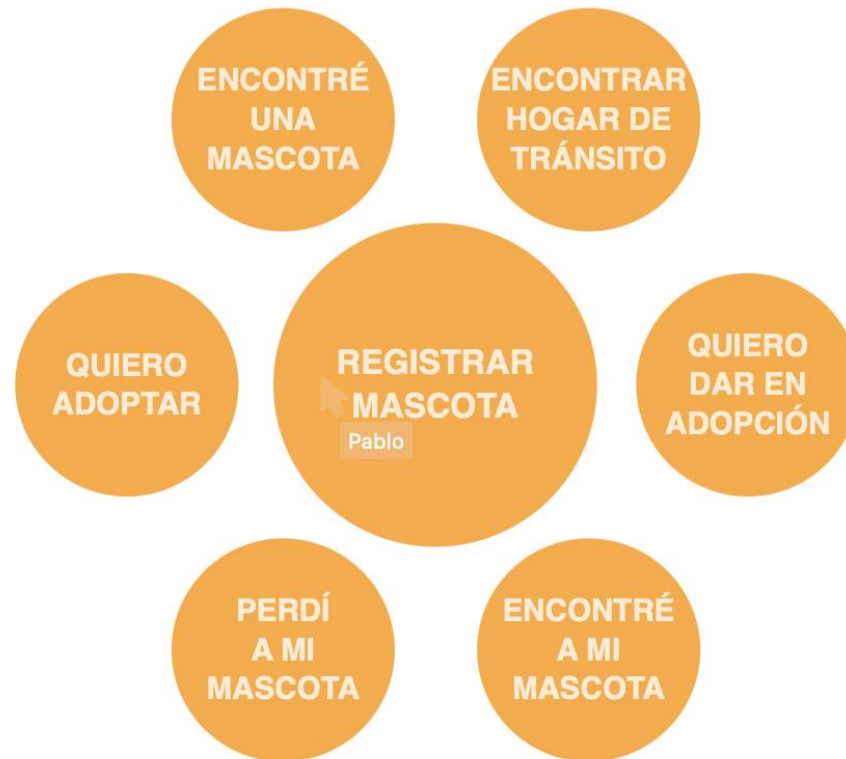 ENCONTRÉ
UNA
MASCOTA
ENCONTRAR
HOGAR DE
TRÁNSITO
QUIERO
ADOPTAR
REGISTRAR
MASCOTA
Pablo
QUIERO
DAR EN
ADOPCIÓN
PERDÍ
A MI
MASCOTA
ENCONTRÉ
A MI
MASCOTA